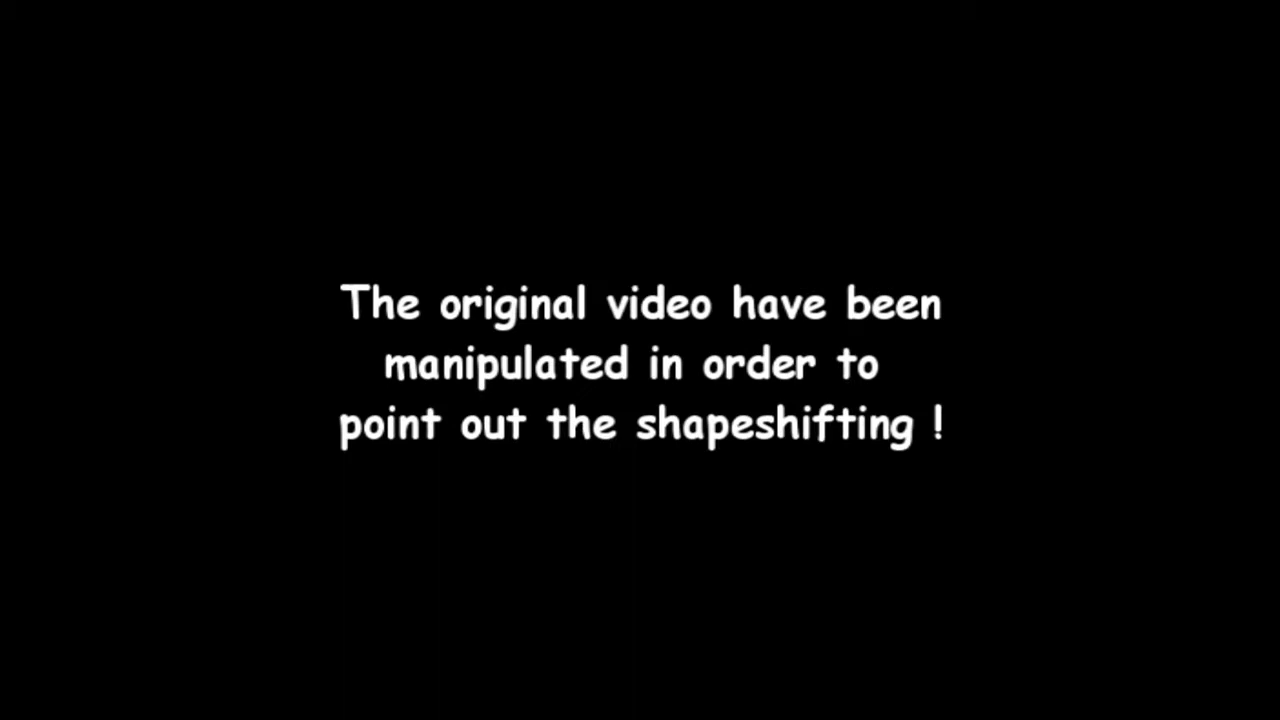 The original video have been
manipulated in order to
point out the shapeshifting !